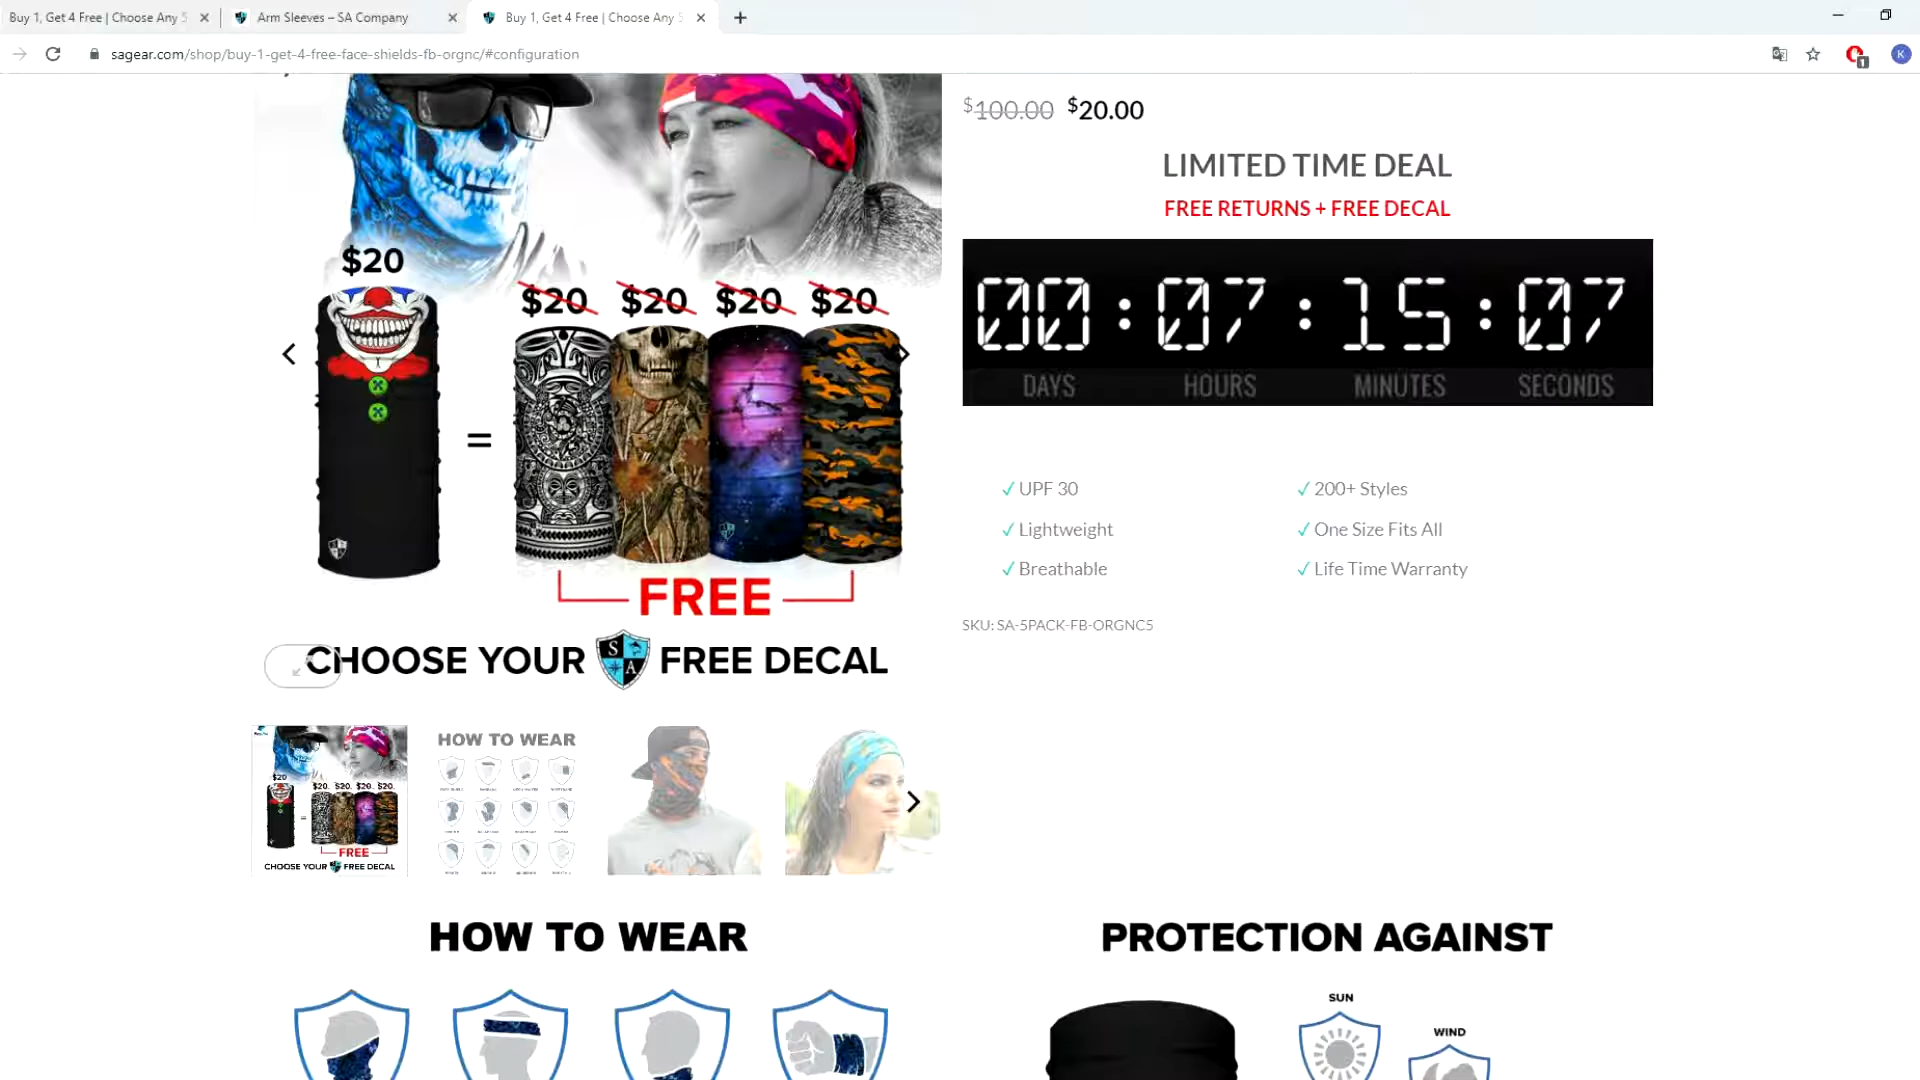 Buy 1, Get 4 Free | Choose Any 5
Arm Sleeves – SA Company
Buy 1, Get 4 Free | Choose Any 5
sagear.com/shop/buy-1-get-4-free-face-shields-fb-orgnc/#configuration
1
K
$100.00 $20.00
LIMITED TIME DEAL
FREE RETURNS + FREE DECAL
00:07:15:07
DAYS HOURS MINUTES SECONDS
$20
$20 $20 $20 $20
=
FREE
CHOOSE YOUR SA FREE DECAL
✓ UPF 30
✓ 200+ Styles
✓ Lightweight
✓ One Size Fits All
✓ Breathable
✓ Life Time Warranty
SKU: SA-5PACK-FB-ORGNC5
$20
$20 $20 $20 $20
=
FREE
CHOOSE YOUR FREE DECAL
HOW TO WEAR
HOW TO WEAR
PROTECTION AGAINST
SUN
WIND